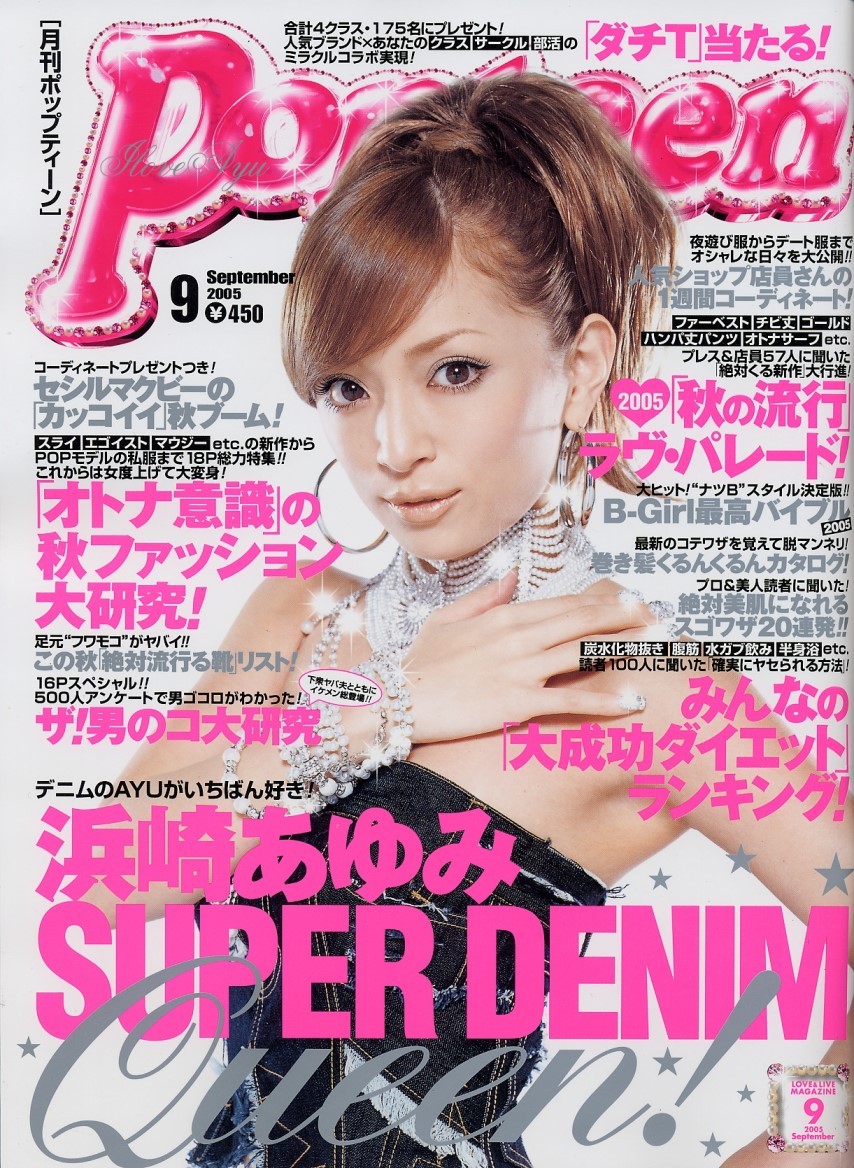 [月刊ポップティーン]
合計4クラス・175名にプレゼント!
人気ブランド×あなたのクラス サークル 部活の
ミラクルコラボ実現!
「ダチT」当たる!
Popteen
I love Ayu
9 September
2005
¥450
コーディネートプレゼントつき!
セシルマクビーの
「カッコイイ」秋ブーム!
スライ エゴイスト マウジー etc.の新作から
POPモデルの私服まで18P総力特集!!
これからは女度上げて大変身!
「オトナ意識」の
秋ファッション
大研究!
足元“フワモコ”がヤバイ!!
この秋「絶対流行る靴」リスト!
16Pスペシャル!!
500人アンケートで男ゴコロがわかった!
下衆ヤバ夫とともに
イケメン総登場!!
ザ!男のコ大研究
夜遊び服からデート服まで
オシャレな日々を大公開!!
人気ショップ店員さんの
1週間コーディネート!
ファーベスト チビ丈 ゴールド
ハンパ丈パンツ オトナサーフ etc.
プレス&店員57人に聞いた
「絶対くる新作」大行進!
2005「秋の流行」
ラヴ・パレード!
大ヒット!“ナツB”スタイル決定版!!
B-Girl最高バイブル
2005
最新のコテワザを覚えて脱マンネリ!
巻き髪くるんくるんカタログ!
プロ&美人読者に聞いた!
絶対美肌になれる
スゴワザ20連発!!
炭水化物抜き 腹筋 水ガブ飲み 半身浴 etc.
読者100人に聞いた「確実にヤセられる方法」!
みんなの
「大成功ダイエット」
ランキング!
デニムのAYUがいちばん好き!
浜崎あゆみ
SUPER DENIM
Queen!
LOVE&LIVE
MAGAZINE
9
2005
September